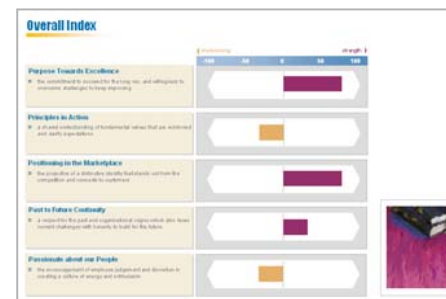 Overall Index
strength
-100 -50 0 50 100
Purpose Towards Excellence
the commitment to succeed for the long run, and willingness to
overcome challenges to keep improving.
Principles in Action
a shared understanding of fundamental values that are
and clarify expectations.
Positioning in the Marketplace
the projection of a distinctive identity that stands out from the
competition and connects to customers.
Past to Future Continuity
a respect for the past and organizational origins which also
current challenges with honesty to build for the future.
Passionate about our People
the encouragement of employee judgement and discretion in
creating a culture of energy and enthusiasm.